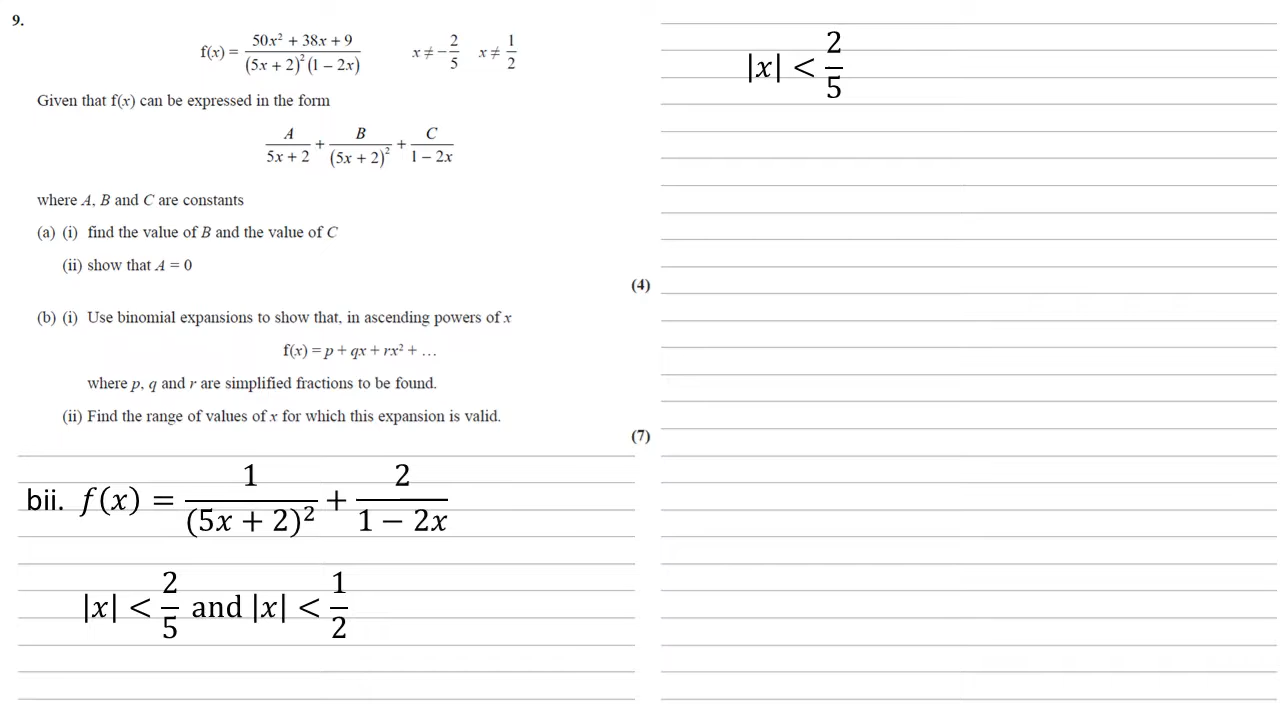 9.
f(x) = (50x² + 38x + 9)/((5x + 2)²(1 − 2x))    x ≠ −2/5    x ≠ 1/2
Given that f(x) can be expressed in the form
A/(5x + 2) + B/(5x + 2)² + C/(1 − 2x)
where A, B and C are constants
(a) (i) find the value of B and the value of C
(ii) show that A = 0
(4)
(b) (i) Use binomial expansions to show that, in ascending powers of x
f(x) = p + qx + rx² + …
where p, q and r are simplified fractions to be found.
(ii) Find the range of values of x for which this expansion is valid.
(7)
bii. f(x) = 1/(5x + 2)² + 2/(1 − 2x)
|x| < 2/5 and |x| < 1/2
|x| < 2/5